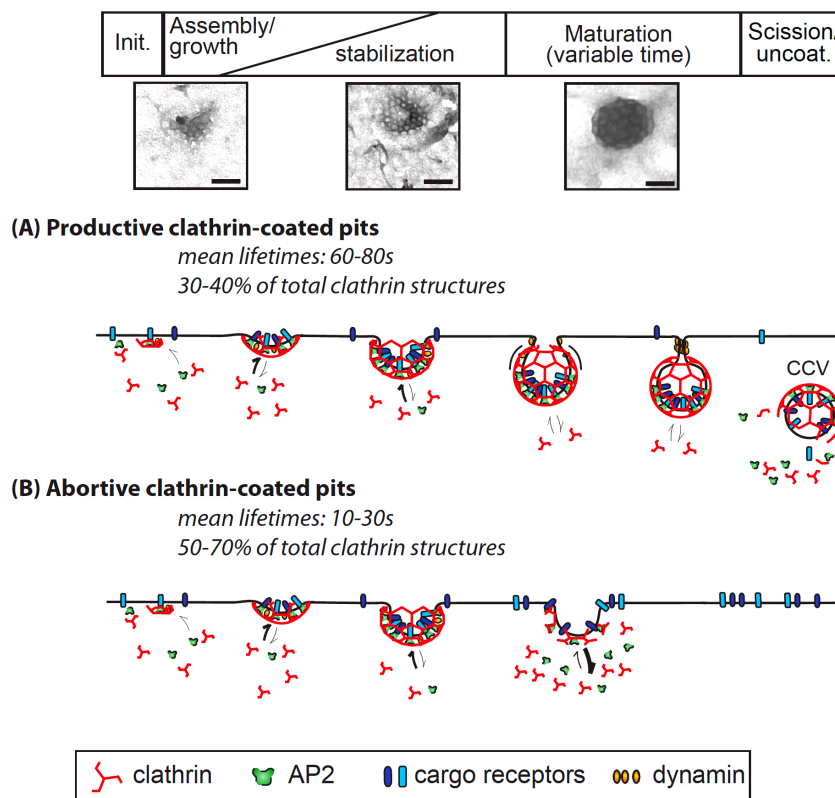 Init.
Assembly/
growth
stabilization
Maturation
(variable time)
Scission/
uncoat.
(A) Productive clathrin-coated pits
mean lifetimes: 60-80s
30-40% of total clathrin structures
CCV
(B) Abortive clathrin-coated pits
mean lifetimes: 10-30s
50-70% of total clathrin structures
clathrin AP2 cargo receptors dynamin